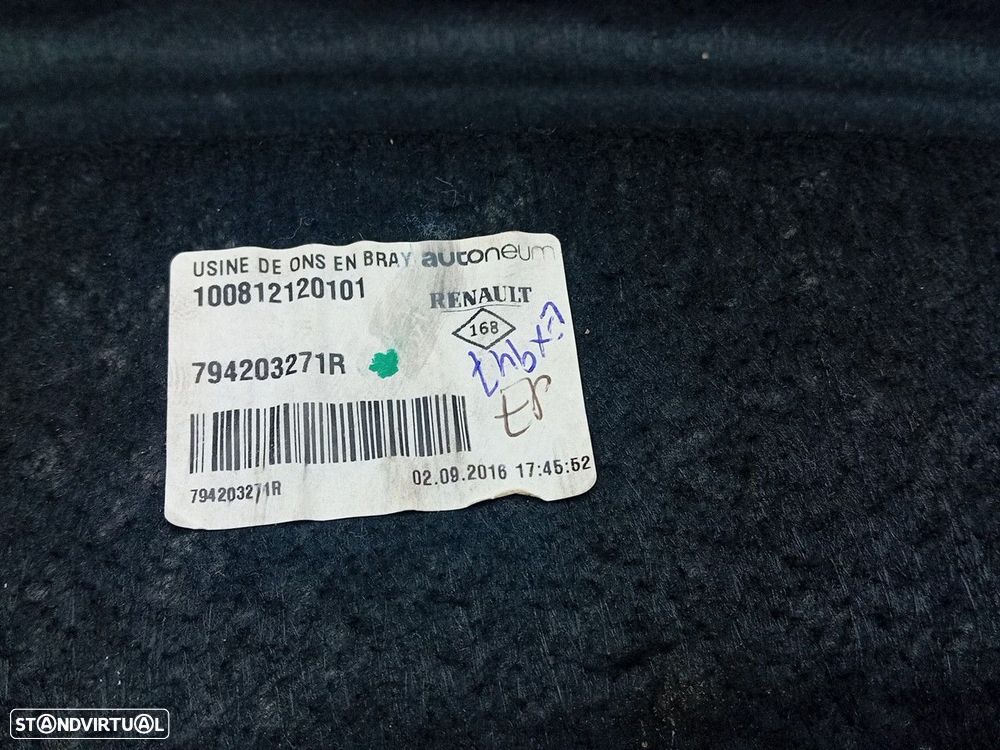 USINE DE ONS EN BRAY autoneum
100812120101
RENAULT
168
794203271R
794203271R
02.09.2016 17:45:52
STANDVIRTUAL